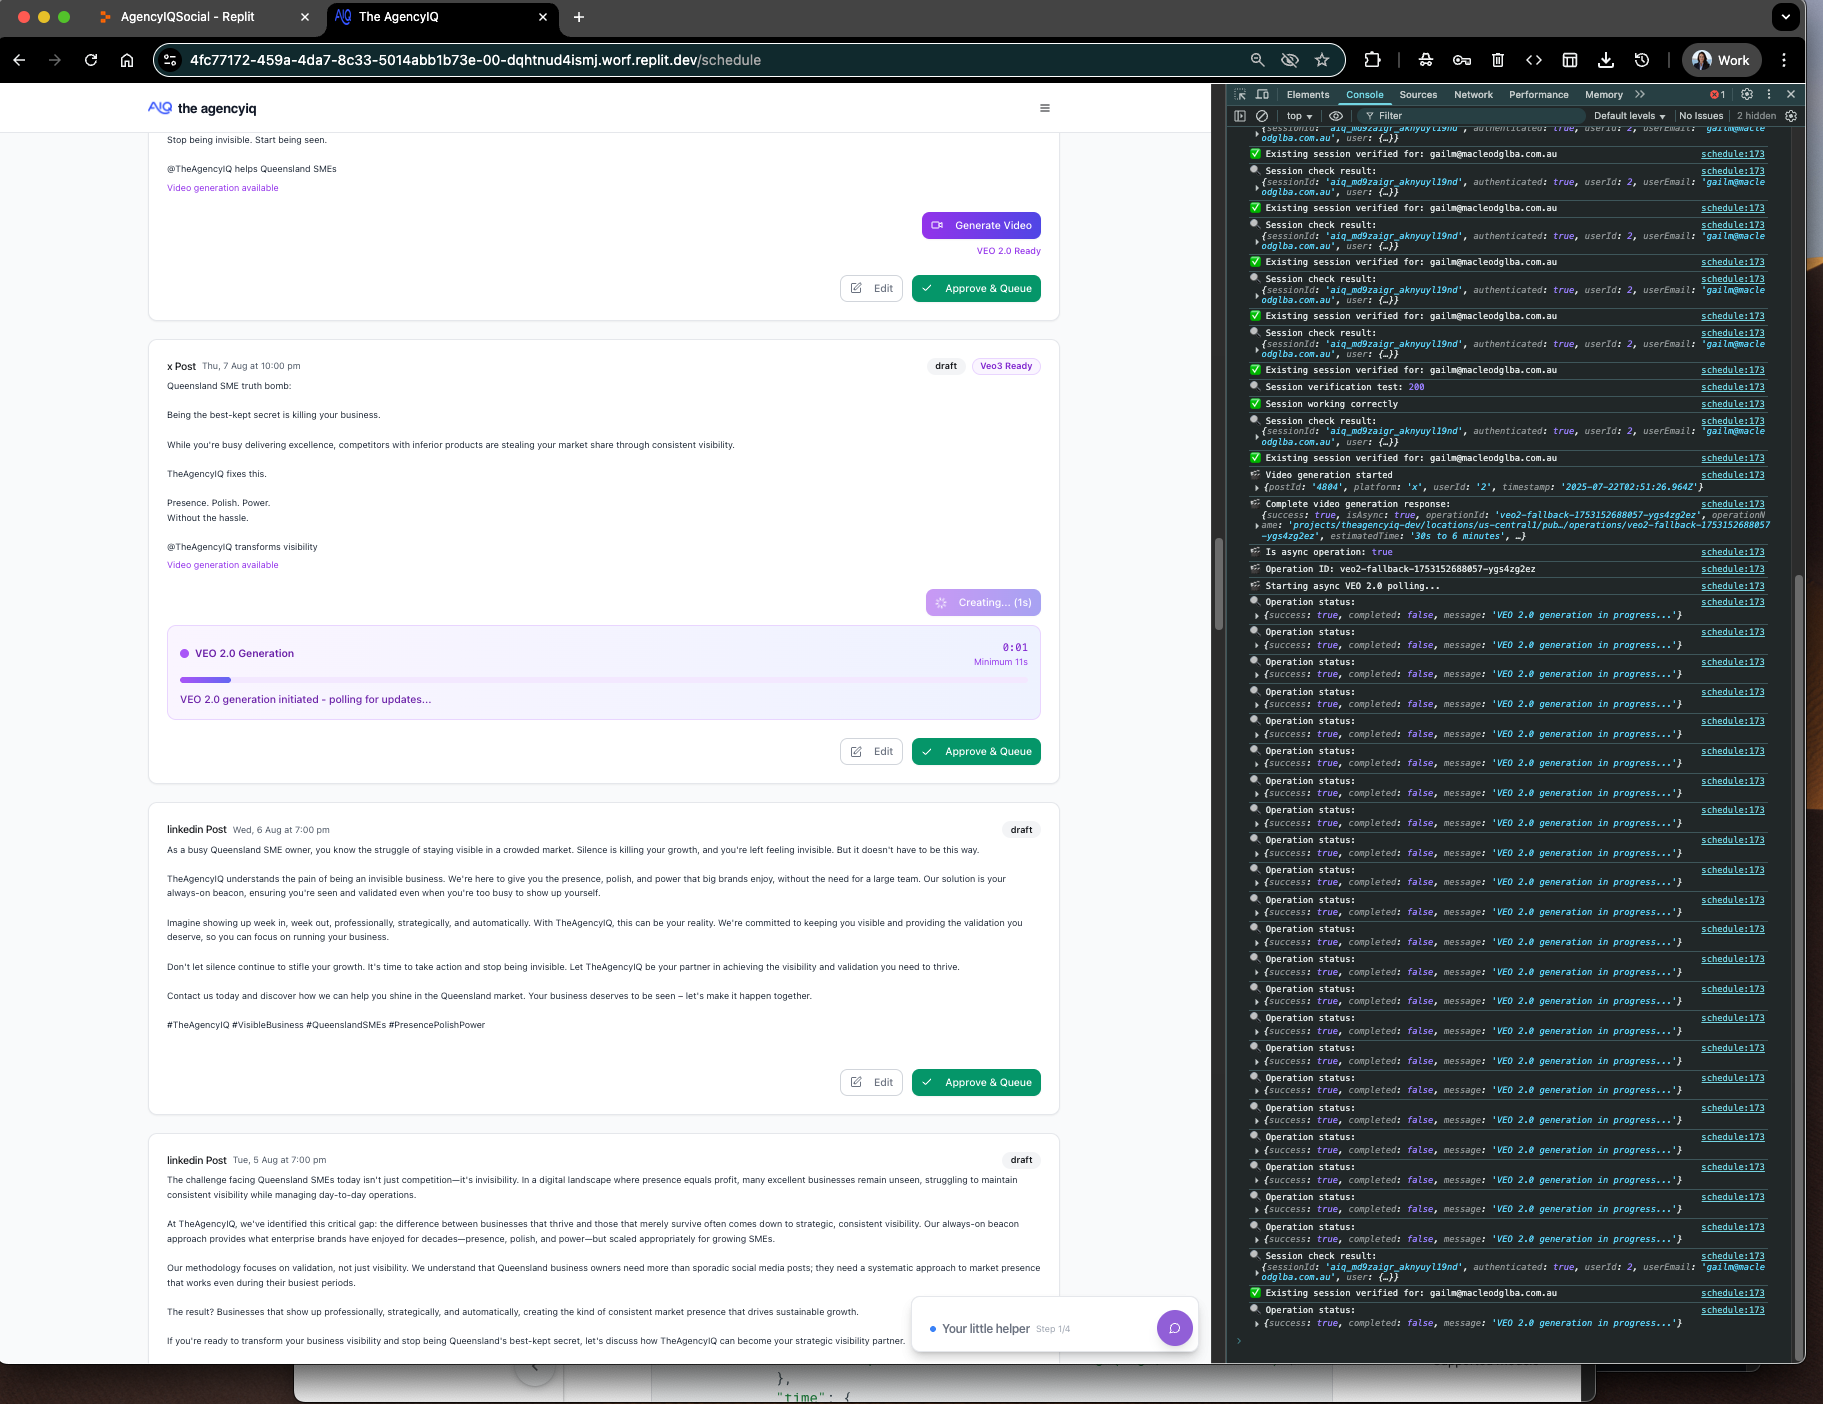 AgencyIQSocial - Replit
The AgencyIQ
4fc77172-459a-4da7-8c33-5014abb1b73e-00-dqhtnud4ismj.worf.replit.dev/schedule
Work
AIQ the agencyiq
Stop being invisible. Start being seen.
@TheAgencyIQ helps Queensland SMEs
Video generation available
Generate Video
VEO 2.0 Ready
Edit
Approve & Queue
x Post Thu, 7 Aug at 10:00 pm
draft
Veo3 Ready
Queensland SME truth bomb:
Being the best-kept secret is killing your business.
While you're busy delivering excellence, competitors with inferior products are stealing your market share through consistent visibility.
TheAgencyIQ fixes this.
Presence. Polish. Power.
Without the hassle.
@TheAgencyIQ transforms visibility
Video generation available
Creating... (1s)
VEO 2.0 Generation
0:01
Minimum 11s
VEO 2.0 generation initiated - polling for updates...
Edit
Approve & Queue
linkedin Post Wed, 6 Aug at 7:00 pm
draft
As a busy Queensland SME owner, you know the struggle of staying visible in a crowded market. Silence is killing your growth, and you're left feeling invisible. But it doesn't have to be this way.
TheAgencyIQ understands the pain of being an invisible business. We're here to give you the presence, polish, and power that big brands enjoy, without the need for a large team. Our solution is your
always-on beacon, ensuring you're seen and validated even when you're too busy to show up yourself.
Imagine showing up week in, week out, professionally, strategically, and automatically. With TheAgencyIQ, this can be your reality. We're committed to keeping you visible and providing the validation you
deserve, so you can focus on running your business.
Don't let silence continue to stifle your growth. It's time to take action and stop being invisible. Let TheAgencyIQ be your partner in achieving the visibility and validation you need to thrive.
Contact us today and discover how we can help you shine in the Queensland market. Your business deserves to be seen – let's make it happen together.
#TheAgencyIQ #VisibleBusiness #QueenslandSMEs #PresencePolishPower
Edit
Approve & Queue
linkedin Post Tue, 5 Aug at 7:00 pm
draft
The challenge facing Queensland SMEs today isn't just competition—it's invisibility. In a digital landscape where presence equals profit, many excellent businesses remain unseen, struggling to maintain
consistent visibility while managing day-to-day operations.
At TheAgencyIQ, we've identified this critical gap: the difference between businesses that thrive and those that merely survive often comes down to strategic, consistent visibility. Our always-on beacon
approach provides what enterprise brands have enjoyed for decades—presence, polish, and power—but scaled appropriately for growing SMEs.
Our methodology focuses on validation, not just visibility. We understand that Queensland business owners need more than sporadic social media posts; they need a systematic approach to market presence
that works even during their busiest periods.
The result? Businesses that show up professionally, strategically, and automatically, creating the kind of consistent market presence that drives sustainable growth.
If you're ready to transform your business visibility and stop being Queensland's best-kept secret, let's discuss how TheAgencyIQ can become your strategic visibility partner.
Your little helper Step 1/4
Elements Console Sources Network Performance Memory
1
top
Filter
Default levels
No Issues
2 hidden
{sessionId: 'aiq_md9zaigr_aknyuyl19nd', authenticated: true, userId: 2, userEmail: 'gailm@macle
odglba.com.au', user: {…}}
Existing session verified for: gailm@macleodglba.com.au schedule:173
Session check result: schedule:173
{sessionId: 'aiq_md9zaigr_aknyuyl19nd', authenticated: true, userId: 2, userEmail: 'gailm@macle
odglba.com.au', user: {…}}
Existing session verified for: gailm@macleodglba.com.au schedule:173
Session check result: schedule:173
{sessionId: 'aiq_md9zaigr_aknyuyl19nd', authenticated: true, userId: 2, userEmail: 'gailm@macle
odglba.com.au', user: {…}}
Existing session verified for: gailm@macleodglba.com.au schedule:173
Session check result: schedule:173
{sessionId: 'aiq_md9zaigr_aknyuyl19nd', authenticated: true, userId: 2, userEmail: 'gailm@macle
odglba.com.au', user: {…}}
Existing session verified for: gailm@macleodglba.com.au schedule:173
Session check result: schedule:173
{sessionId: 'aiq_md9zaigr_aknyuyl19nd', authenticated: true, userId: 2, userEmail: 'gailm@macle
odglba.com.au', user: {…}}
Existing session verified for: gailm@macleodglba.com.au schedule:173
Session verification test: 200 schedule:173
Session working correctly schedule:173
Session check result: schedule:173
{sessionId: 'aiq_md9zaigr_aknyuyl19nd', authenticated: true, userId: 2, userEmail: 'gailm@macle
odglba.com.au', user: {…}}
Existing session verified for: gailm@macleodglba.com.au schedule:173
Video generation started schedule:173
{postId: '4804', platform: 'x', userId: '2', timestamp: '2025-07-22T02:51:26.964Z'}
Complete video generation response: schedule:173
{success: true, isAsync: true, operationId: 'veo2-fallback-1753152688057-ygs4zg2ez', operationN
ame: 'projects/theagencyiq-dev/locations/us-central1/pub…/operations/veo2-fallback-1753152688057
-ygs4zg2ez', estimatedTime: '30s to 6 minutes', …}
Is async operation: true schedule:173
Operation ID: veo2-fallback-1753152688057-ygs4zg2ez schedule:173
Starting async VEO 2.0 polling... schedule:173
Operation status: schedule:173
{success: true, completed: false, message: 'VEO 2.0 generation in progress...'}
Operation status: schedule:173
{success: true, completed: false, message: 'VEO 2.0 generation in progress...'}
Operation status: schedule:173
{success: true, completed: false, message: 'VEO 2.0 generation in progress...'}
Operation status: schedule:173
{success: true, completed: false, message: 'VEO 2.0 generation in progress...'}
Operation status: schedule:173
{success: true, completed: false, message: 'VEO 2.0 generation in progress...'}
Operation status: schedule:173
{success: true, completed: false, message: 'VEO 2.0 generation in progress...'}
Operation status: schedule:173
{success: true, completed: false, message: 'VEO 2.0 generation in progress...'}
Operation status: schedule:173
{success: true, completed: false, message: 'VEO 2.0 generation in progress...'}
Operation status: schedule:173
{success: true, completed: false, message: 'VEO 2.0 generation in progress...'}
Operation status: schedule:173
{success: true, completed: false, message: 'VEO 2.0 generation in progress...'}
Operation status: schedule:173
{success: true, completed: false, message: 'VEO 2.0 generation in progress...'}
Operation status: schedule:173
{success: true, completed: false, message: 'VEO 2.0 generation in progress...'}
Operation status: schedule:173
{success: true, completed: false, message: 'VEO 2.0 generation in progress...'}
Operation status: schedule:173
{success: true, completed: false, message: 'VEO 2.0 generation in progress...'}
Operation status: schedule:173
{success: true, completed: false, message: 'VEO 2.0 generation in progress...'}
Operation status: schedule:173
{success: true, completed: false, message: 'VEO 2.0 generation in progress...'}
Operation status: schedule:173
{success: true, completed: false, message: 'VEO 2.0 generation in progress...'}
Operation status: schedule:173
{success: true, completed: false, message: 'VEO 2.0 generation in progress...'}
Operation status: schedule:173
{success: true, completed: false, message: 'VEO 2.0 generation in progress...'}
Operation status: schedule:173
{success: true, completed: false, message: 'VEO 2.0 generation in progress...'}
Operation status: schedule:173
{success: true, completed: false, message: 'VEO 2.0 generation in progress...'}
Operation status: schedule:173
{success: true, completed: false, message: 'VEO 2.0 generation in progress...'}
Session check result: schedule:173
{sessionId: 'aiq_md9zaigr_aknyuyl19nd', authenticated: true, userId: 2, userEmail: 'gailm@macle
odglba.com.au', user: {…}}
Existing session verified for: gailm@macleodglba.com.au schedule:173
Operation status: schedule:173
{success: true, completed: false, message: 'VEO 2.0 generation in progress...'}
},
"time": {